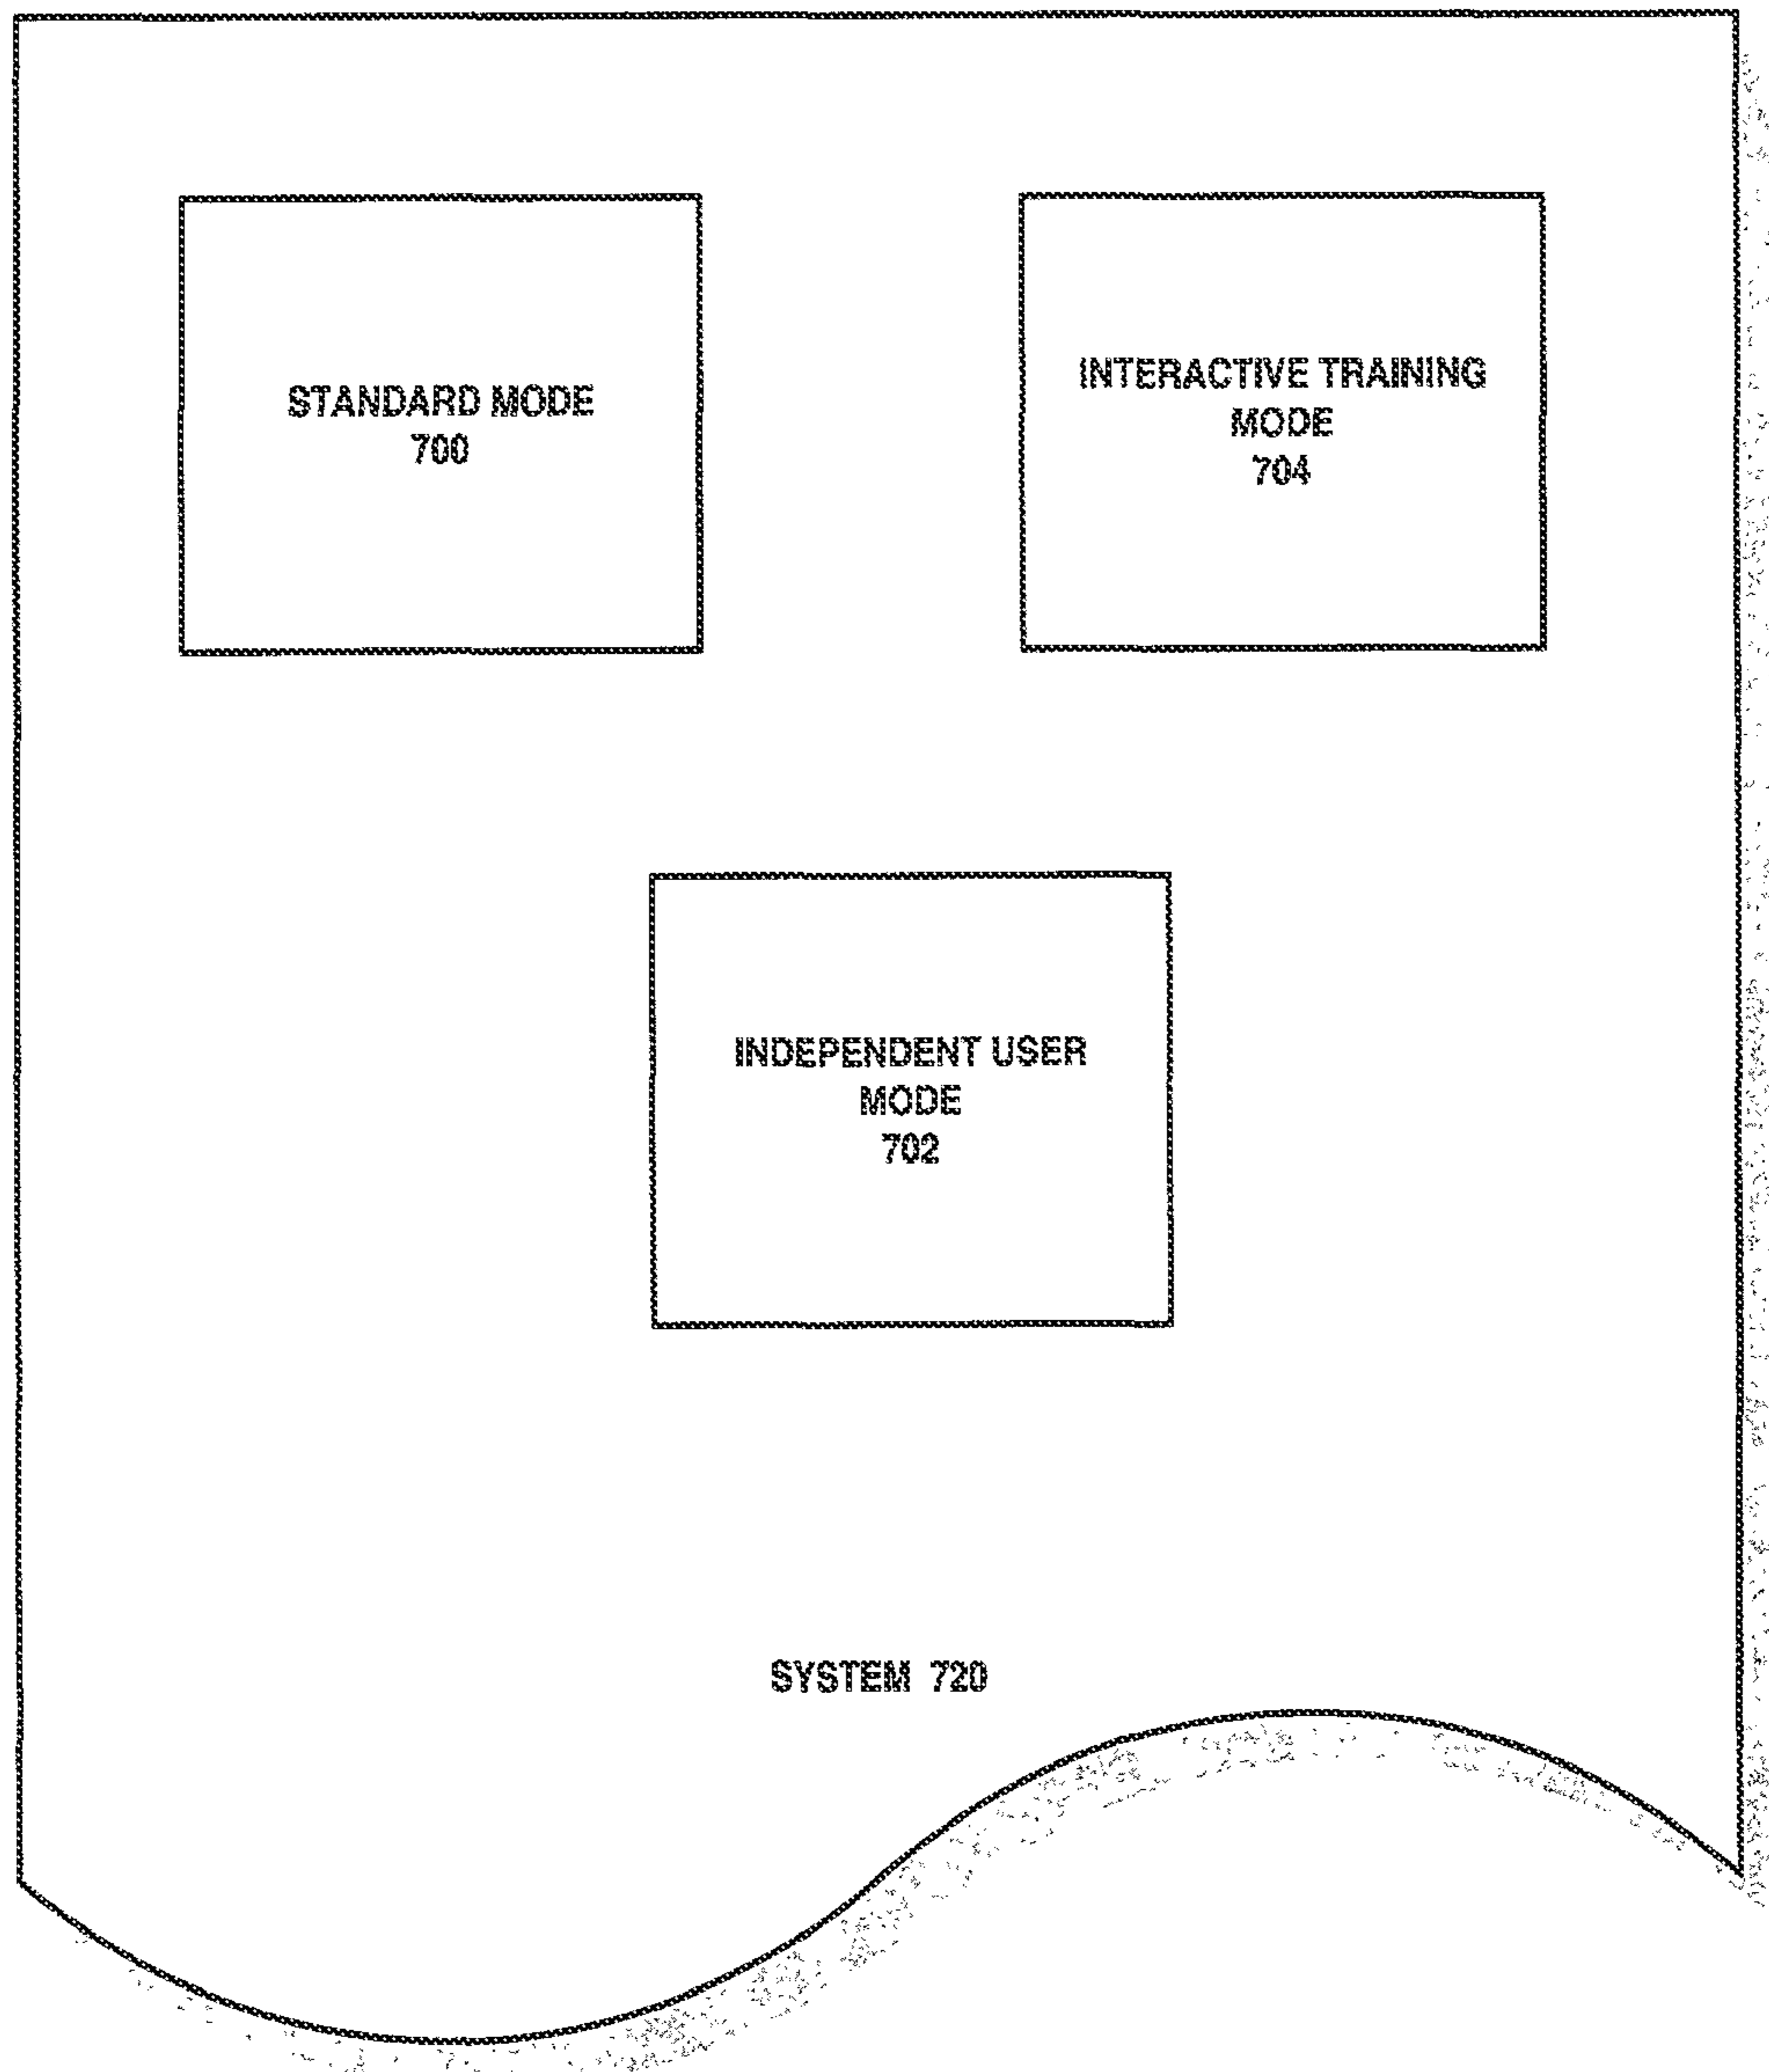 STANDARD MODE
700
INTERACTIVE TRAINING
MODE
704
INDEPENDENT USER
MODE
702
SYSTEM 720